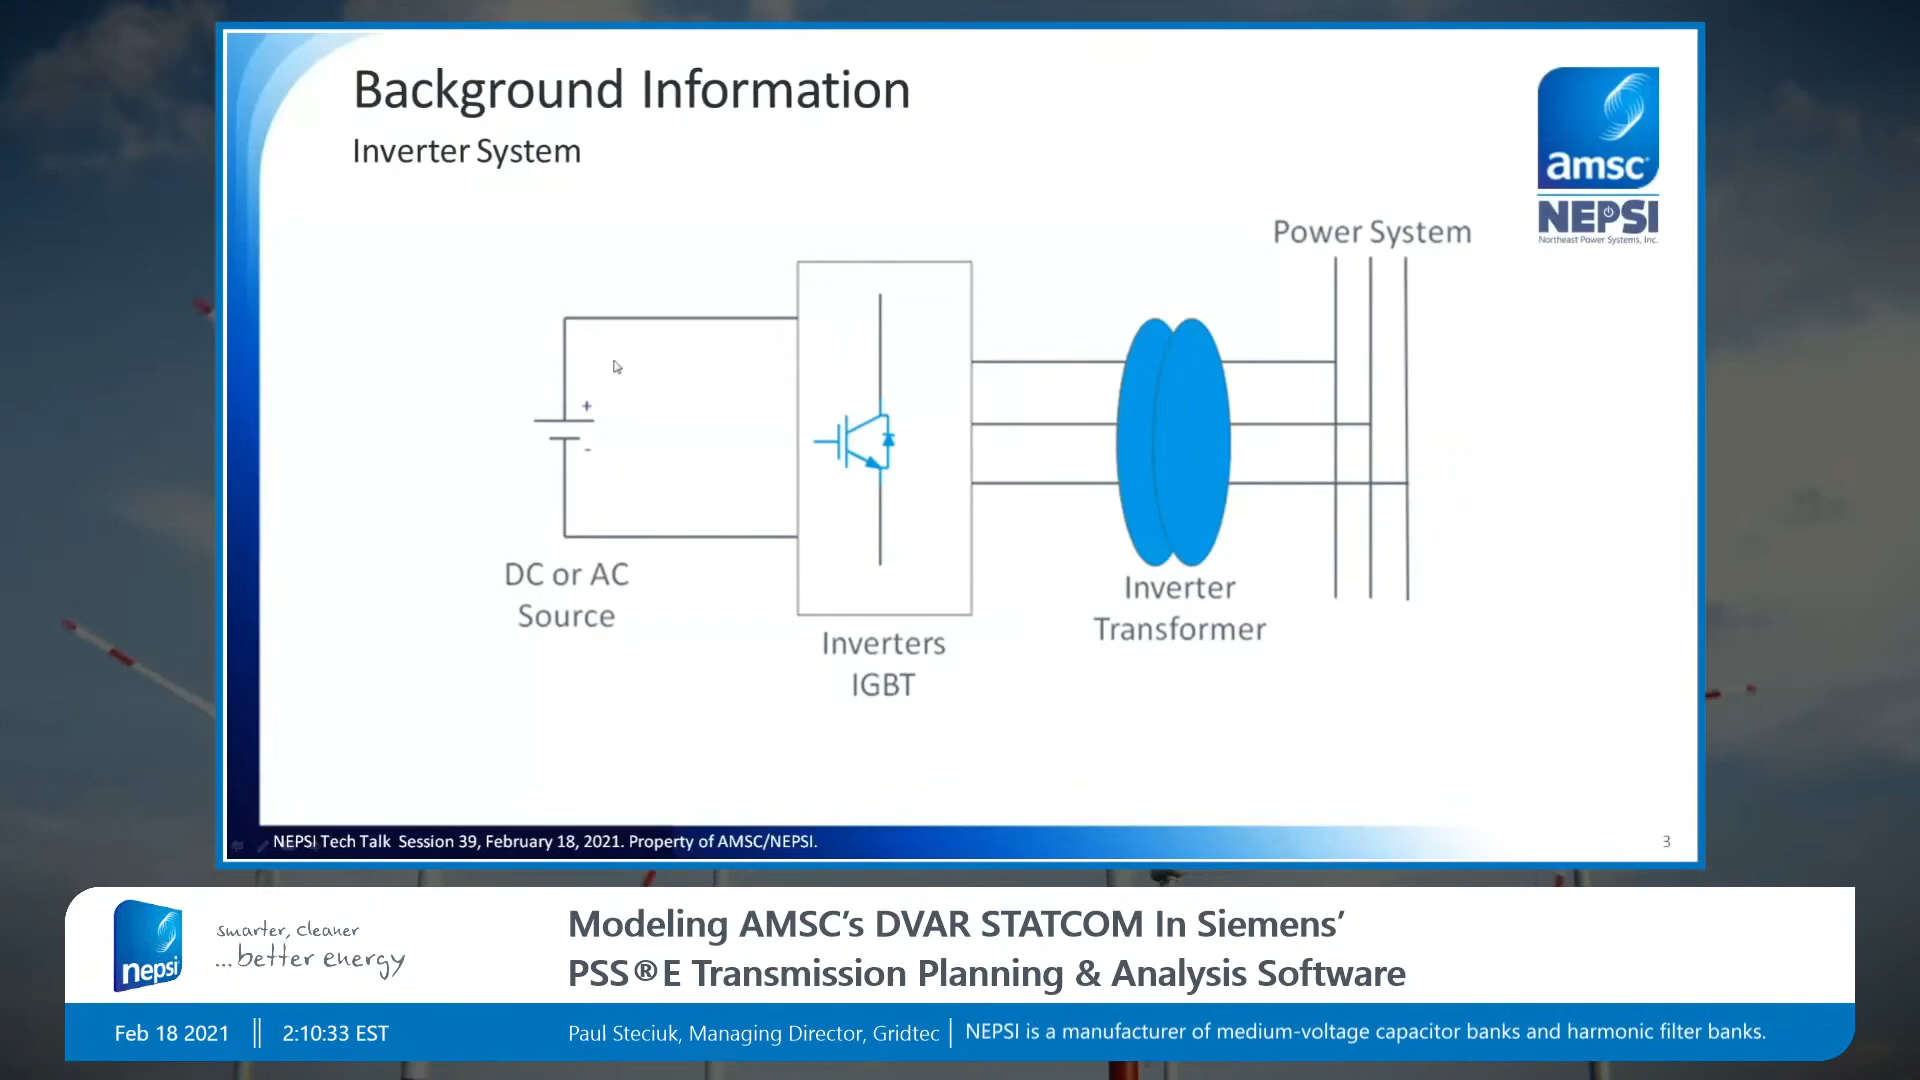 Background Information
Inverter System
amsc
NEPSI
Northeast Power Systems, Inc.
Power System
+
-
DC or AC
Source
Inverters
IGBT
Inverter
Transformer
NEPSI Tech Talk Session 39, February 18, 2021. Property of AMSC/NEPSI.
3
nepsi
smarter, cleaner
...better energy
Modeling AMSC’s DVAR STATCOM In Siemens’
PSS®E Transmission Planning & Analysis Software
Feb 18 2021 || 2:10:33 EST
Paul Steciuk, Managing Director, Gridtec | NEPSI is a manufacturer of medium-voltage capacitor banks and harmonic filter banks.